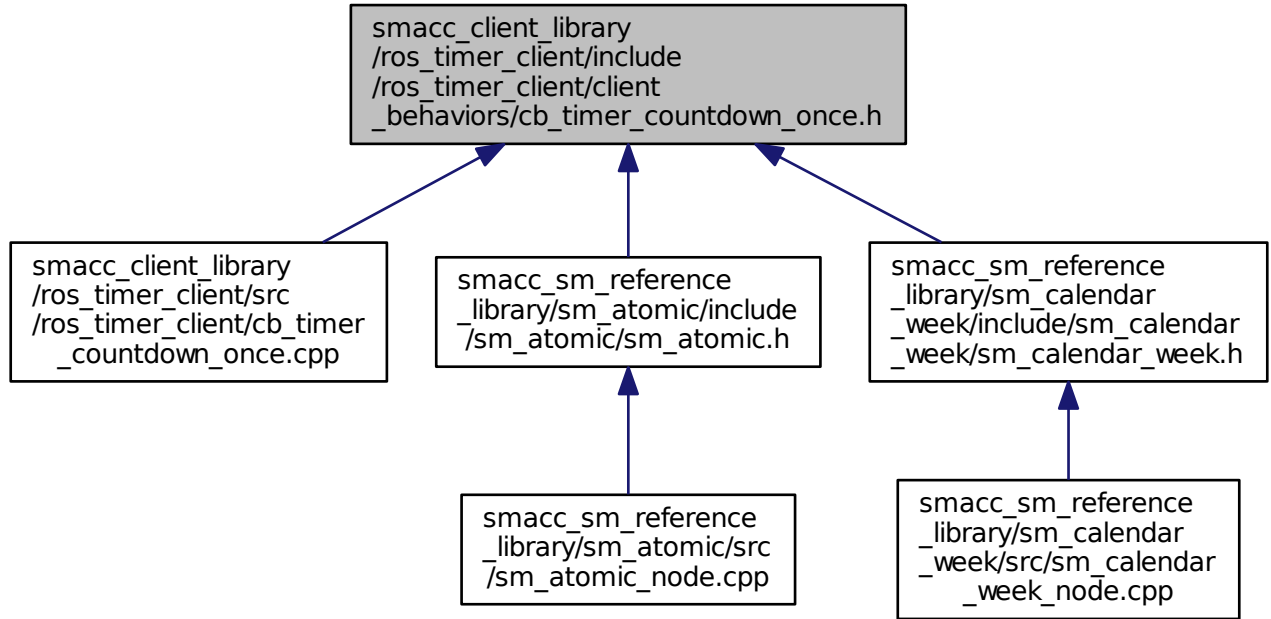 smacc_client_library
/ros_timer_client/include
/ros_timer_client/client
_behaviors/cb_timer_countdown_once.h
smacc_client_library
/ros_timer_client/src
/ros_timer_client/cb_timer
_countdown_once.cpp
smacc_sm_reference
_library/sm_atomic/include
/sm_atomic/sm_atomic.h
smacc_sm_reference
_library/sm_calendar
_week/include/sm_calendar
_week/sm_calendar_week.h
smacc_sm_reference
_library/sm_atomic/src
/sm_atomic_node.cpp
smacc_sm_reference
_library/sm_calendar
_week/src/sm_calendar
_week_node.cpp